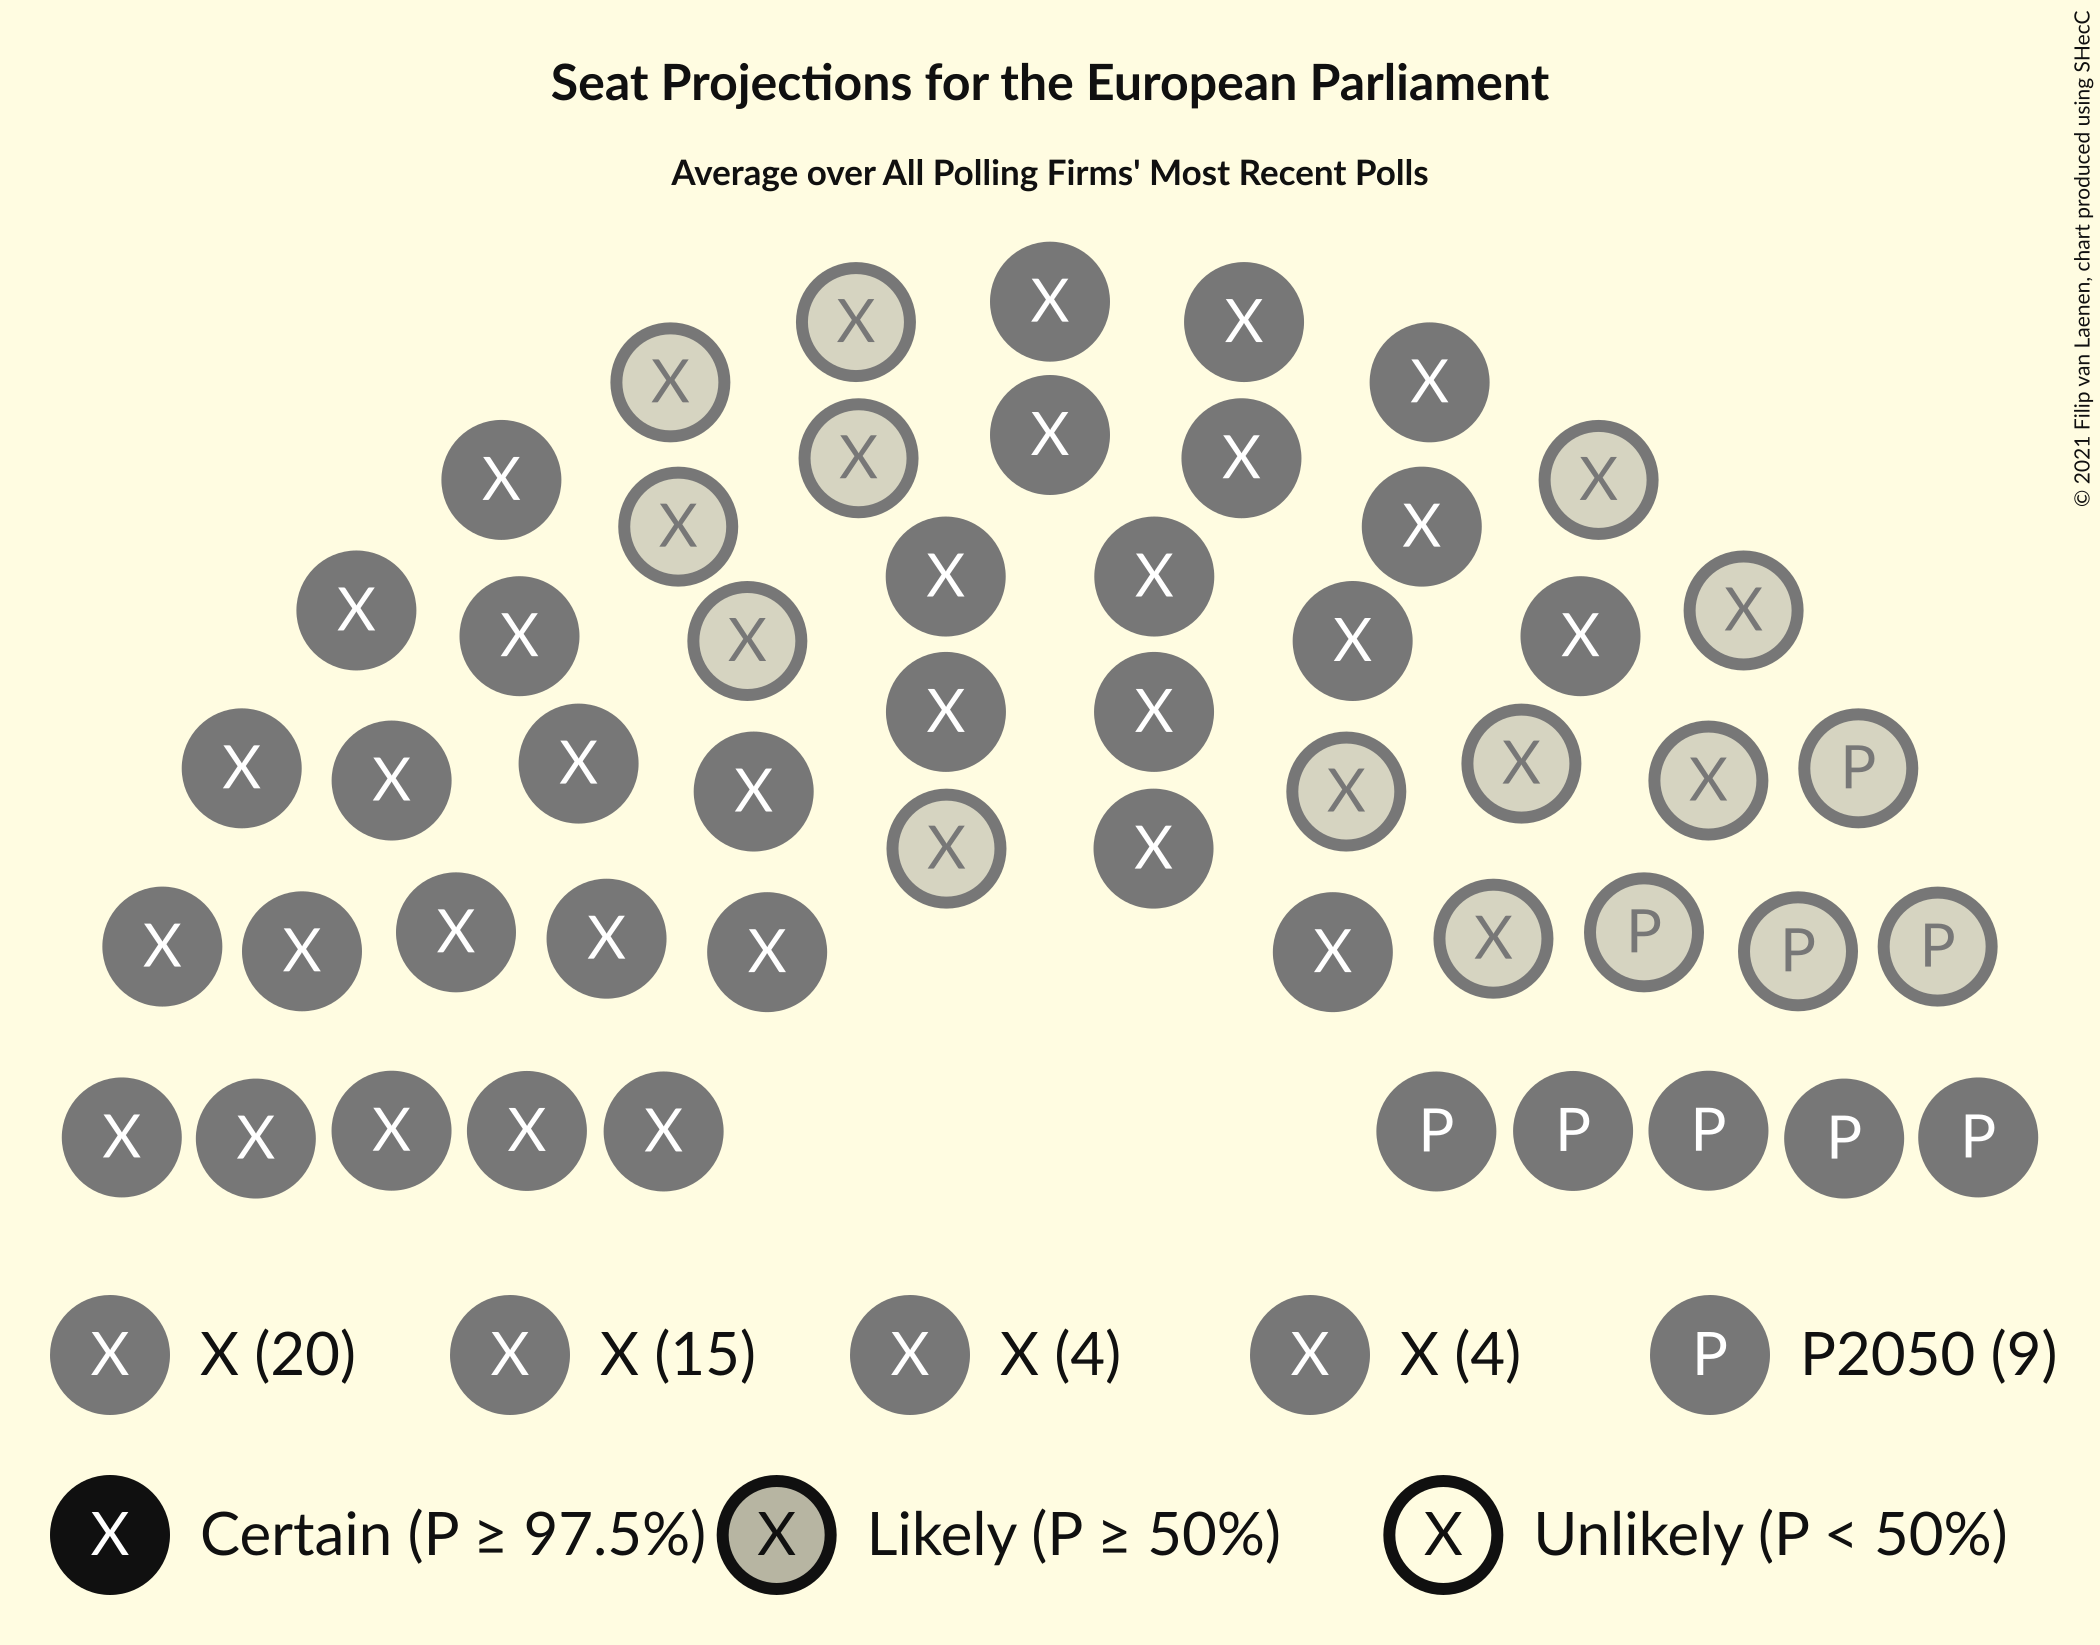 Seat Projections for the European Parliament
Average over All Polling Firms' Most Recent Polls
© 2021 Filip van Laenen, chart produced using SHecC
X X X
X X
X X X
X X X X
X X
X X X X
X X X
X X X X
X X
X X X X P
X X X X
X X
X X X X X X X P P P
X X X X X P P P P P
X X (20) X X (15) X X (4) X X (4) P P2050 (9)
X Certain (P ≥ 97.5%) X Likely (P ≥ 50%) X Unlikely (P < 50%)